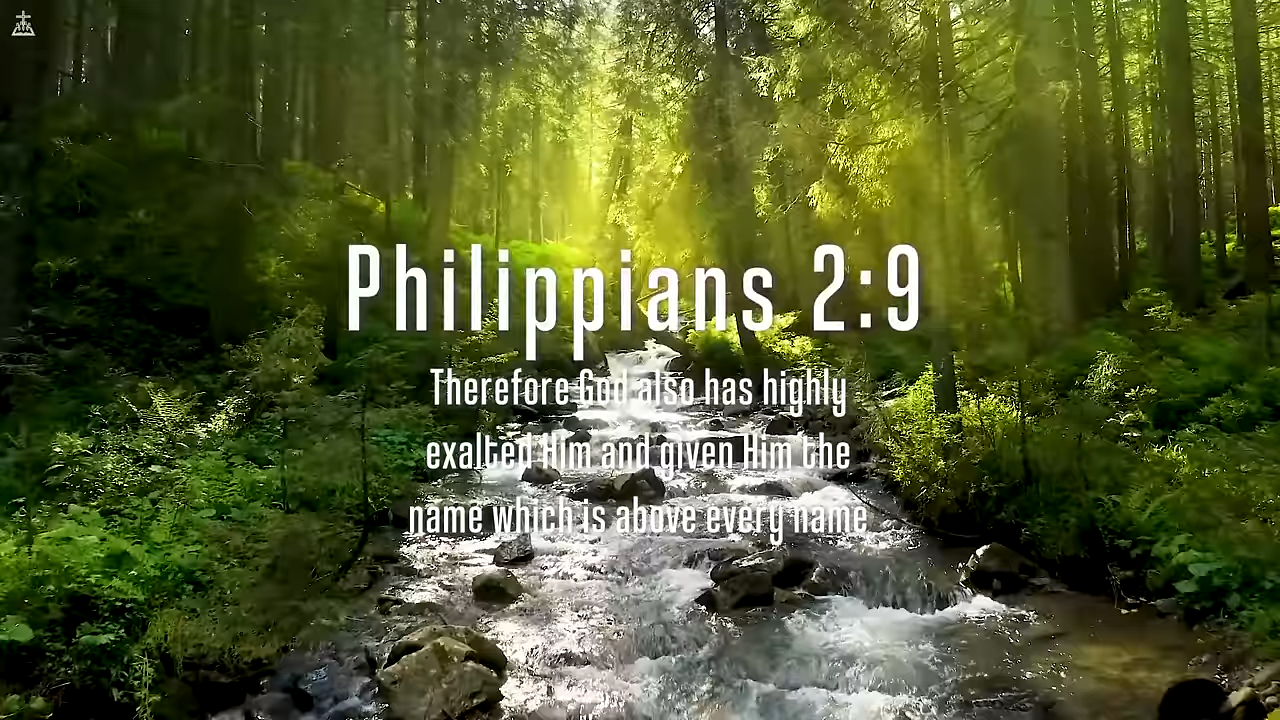 Philippians 2:9
Therefore God also has highly
exalted Him and given Him the
name which is above every name